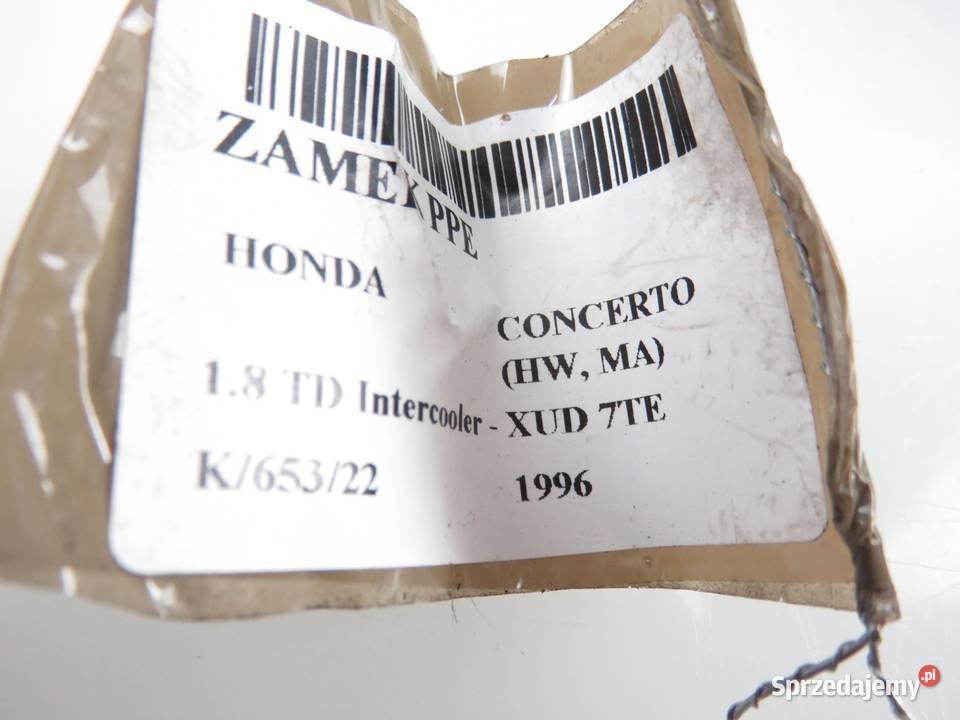 ZAMEK PPE
HONDA
CONCERTO
(HW, MA)
1.8 TD Intercooler - XUD 7TE
K/653/22
1996
Sprzedajemy.pl